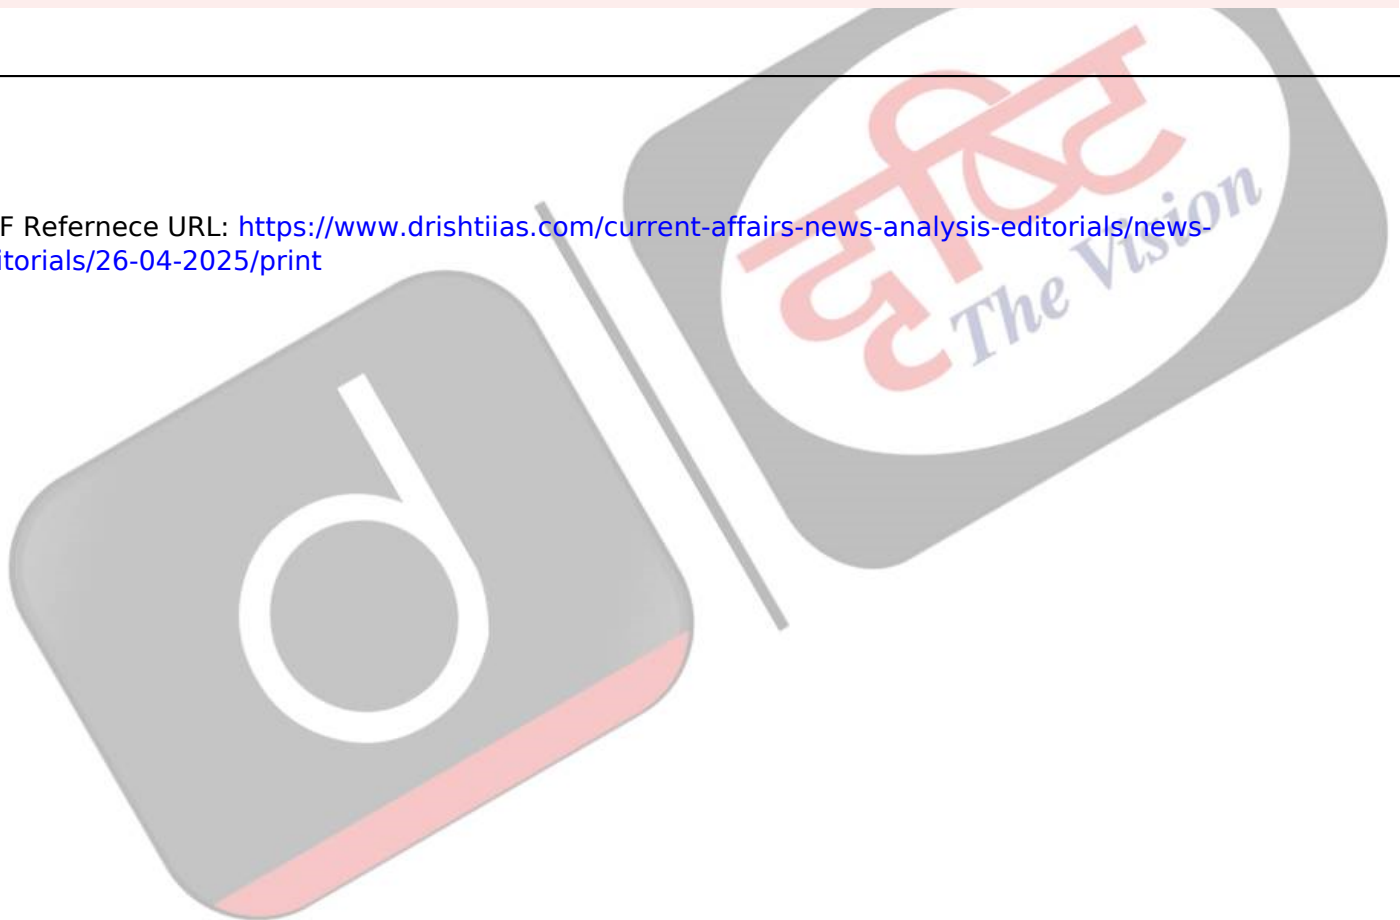 F Refernece URL: https://www.drishtiias.com/current-affairs-news-analysis-editorials/news-
itorials/26-04-2025/print
दृष्टि
The Vision
d